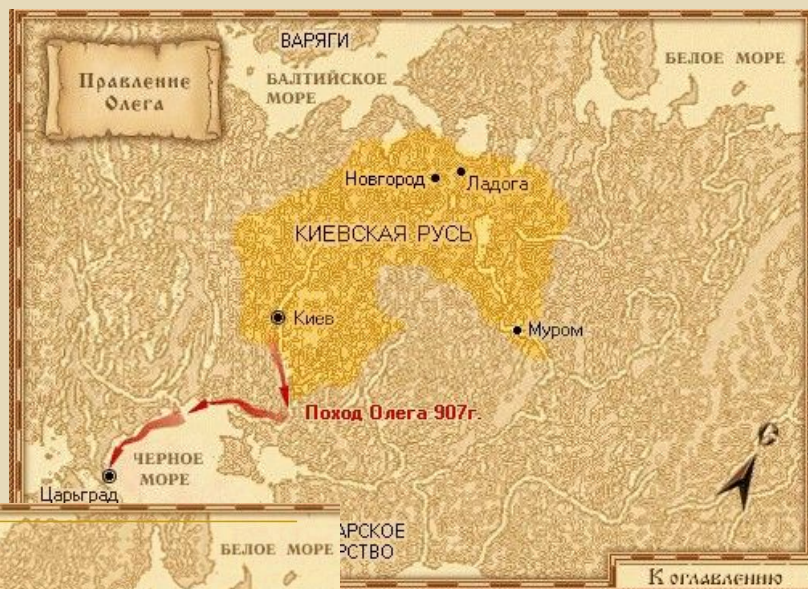 Правление
Олега
ВАРЯГИ
БАЛТИЙСКОЕ
МОРЕ
БЕЛОЕ МОРЕ
Новгород
Ладога
КИЕВСКАЯ РУСЬ
Киев
Муром
Поход Олега 907г.
ЧЕРНОЕ
МОРЕ
Царьград
С
АРСКОЕ
РСТВО
БЕЛОЕ МОРЕ
К оглавлению